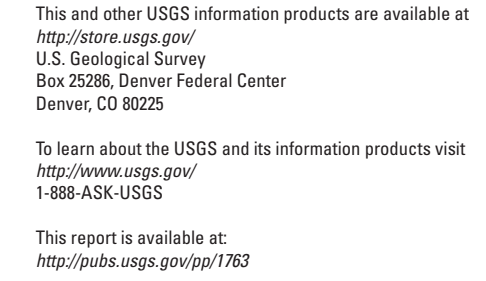 This and other USGS information products are available at
http://store.usgs.gov/
U.S. Geological Survey
Box 25286, Denver Federal Center
Denver, CO 80225

To learn about the USGS and its information products visit
http://www.usgs.gov/
1-888-ASK-USGS

This report is available at:
http://pubs.usgs.gov/pp/1763